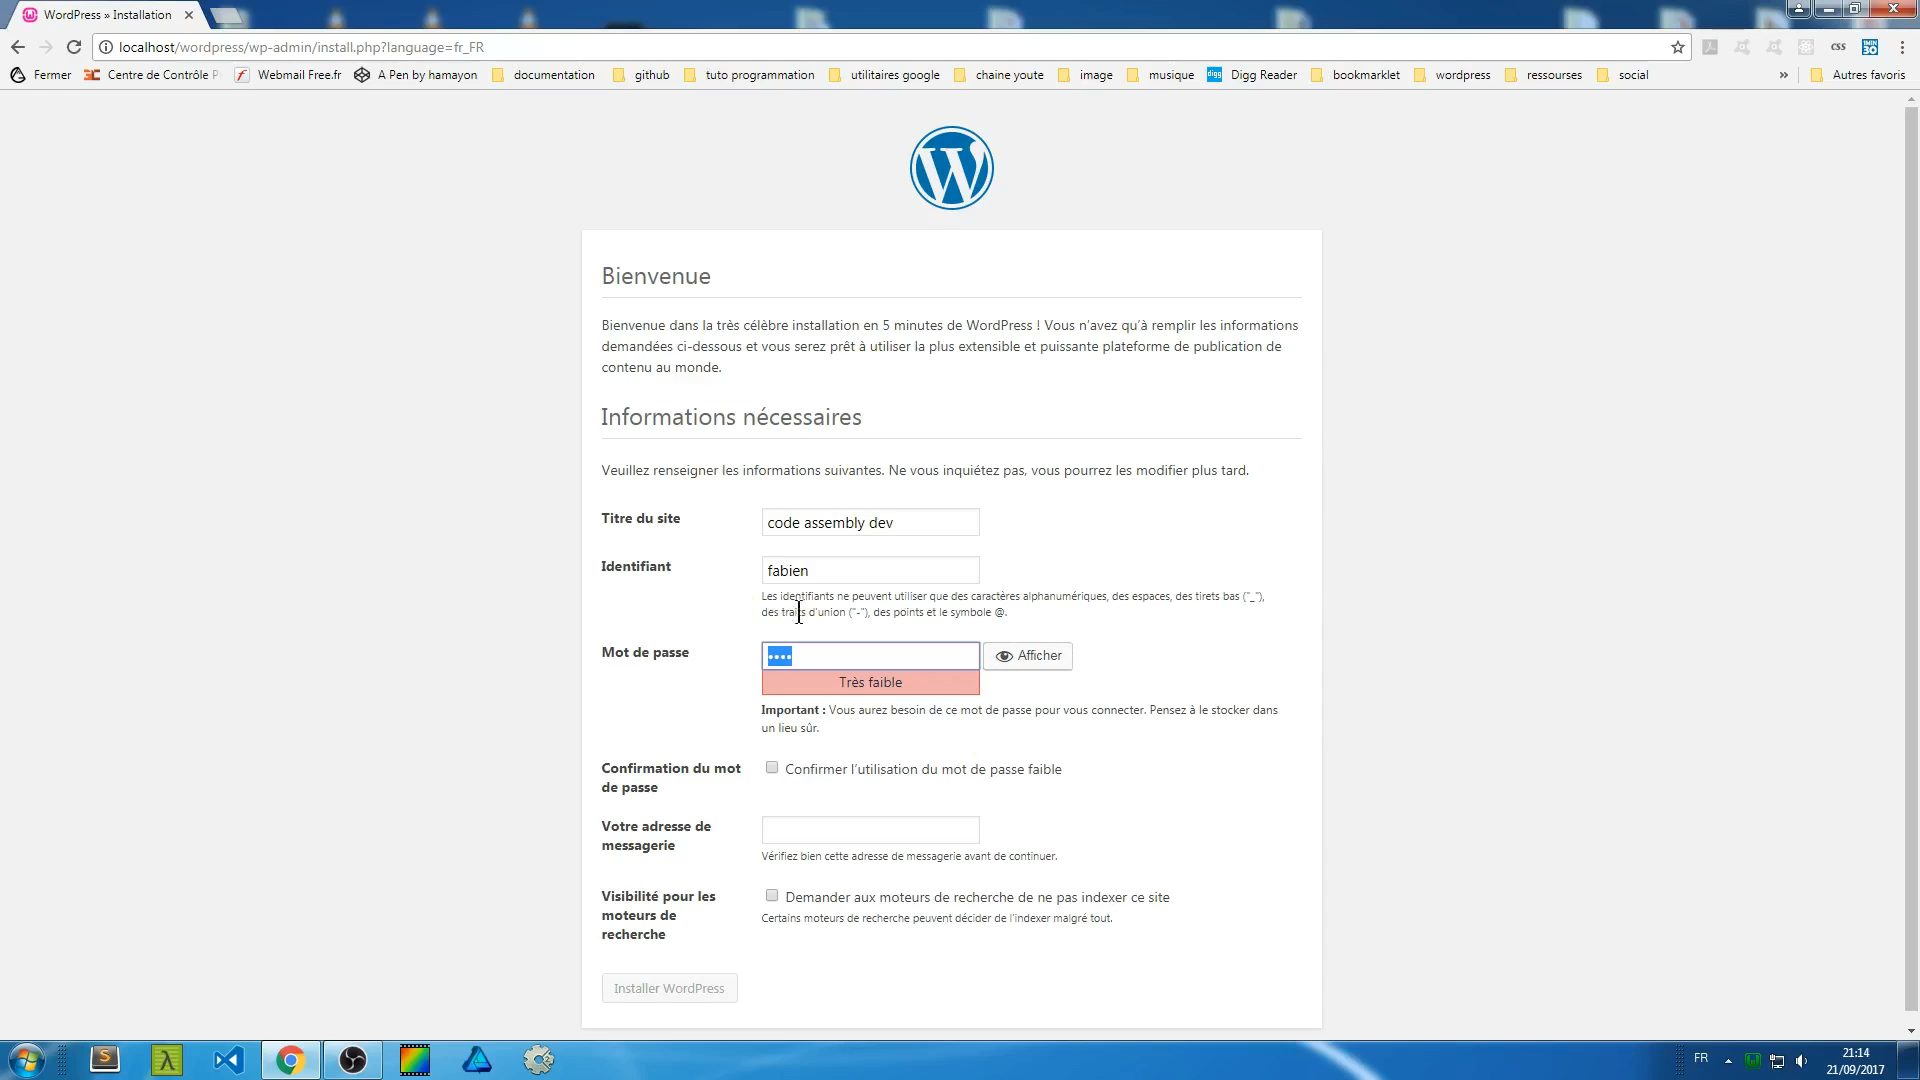 WordPress » Installation
localhost/wordpress/wp-admin/install.php?language=fr_FR
Fermer Centre de Contrôle Webmail Free.fr A Pen by hamayon documentation github tuto programmation utilitaires google chaine youte image musique digg Digg Reader bookmarklet wordpress ressourses social » Autres favoris
CSS
30
W
Bienvenue
Bienvenue dans la très célèbre installation en 5 minutes de WordPress ! Vous n'avez qu'à remplir les informations
demandées ci-dessous et vous serez prêt à utiliser la plus extensible et puissante plateforme de publication de
contenu au monde.
Informations nécessaires
Veuillez renseigner les informations suivantes. Ne vous inquiétez pas, vous pourrez les modifier plus tard.
Titre du site code assembly dev
Identifiant fabien
Les identifiants ne peuvent utiliser que des caractères alphanumériques, des espaces, des tirets bas ("_"),
des traits d'union ("-"), des points et le symbole @.
Mot de passe •••• Afficher
Très faible
Important : Vous aurez besoin de ce mot de passe pour vous connecter. Pensez à le stocker dans
un lieu sûr.
Confirmation du mot
de passe
Confirmer l'utilisation du mot de passe faible
Votre adresse de
messagerie
Vérifiez bien cette adresse de messagerie avant de continuer.
Visibilité pour les
moteurs de
recherche
Demander aux moteurs de recherche de ne pas indexer ce site
Certains moteurs de recherche peuvent décider de l'indexer malgré tout.
Installer WordPress
FR
21:14
21/09/2017